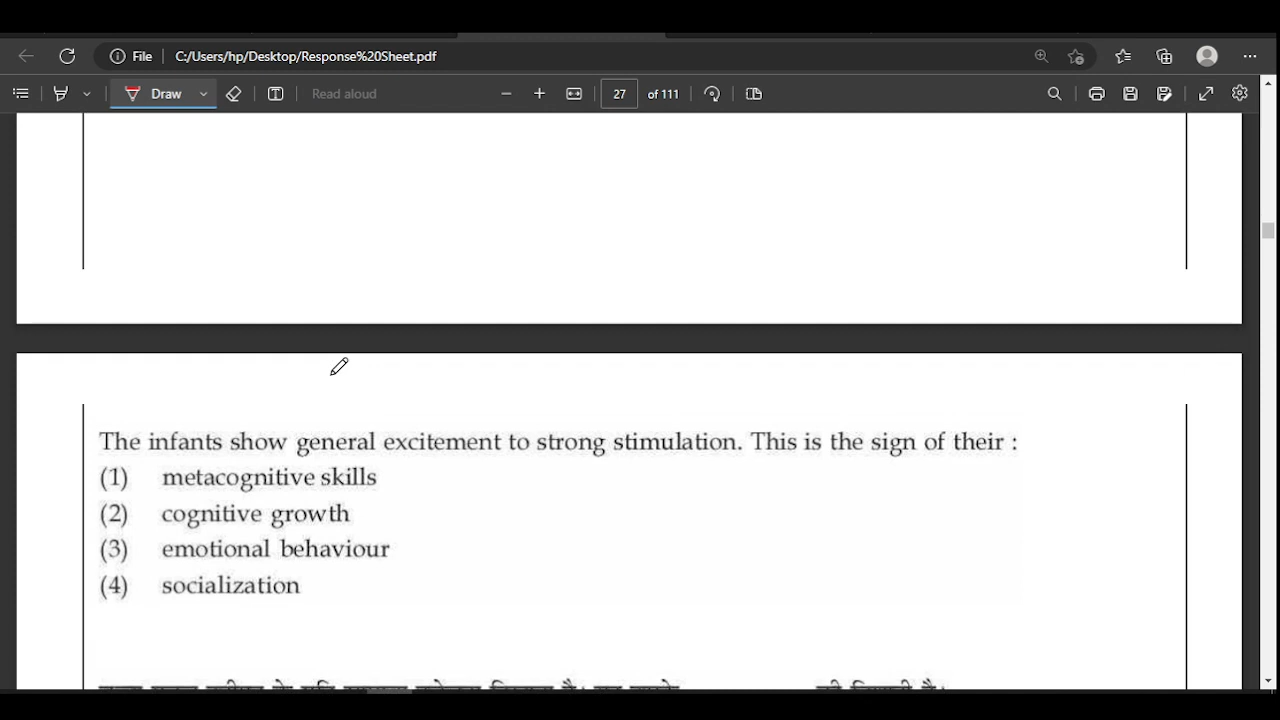 File
C:/Users/hp/Desktop/Response%20Sheet.pdf
Draw
Read aloud
27
of 111
The infants show general excitement to strong stimulation. This is the sign of their :
(1) metacognitive skills
(2) cognitive growth
(3) emotional behaviour
(4) socialization